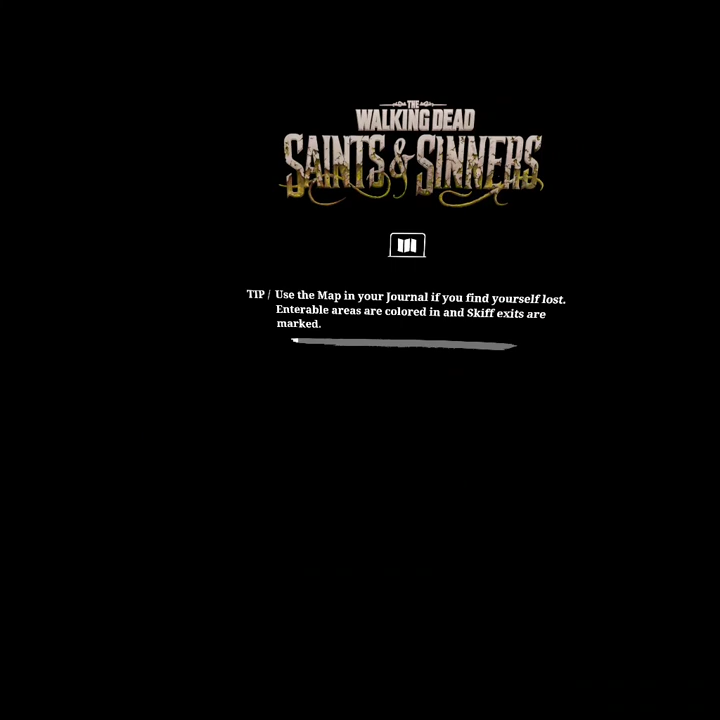 THE
WALKING DEAD
SAINTS & SINNERS
TIP / Use the Map in your Journal if you find yourself lost.
Enterable areas are colored in and Skiff exits are
marked.